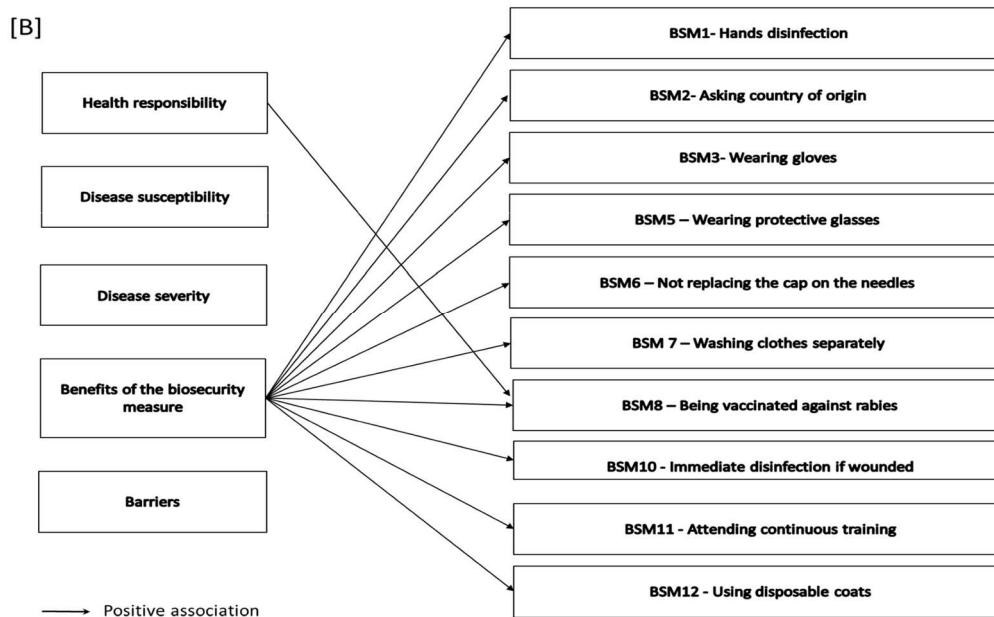 [B]
Health responsibility
Disease susceptibility
Disease severity
Benefits of the biosecurity
measure
Barriers
Positive association
BSM1- Hands disinfection
BSM2- Asking country of origin
BSM3- Wearing gloves
BSM5 – Wearing protective glasses
BSM6 – Not replacing the cap on the needles
BSM 7 – Washing clothes separately
BSM8 – Being vaccinated against rabies
BSM10 - Immediate disinfection if wounded
BSM11 - Attending continuous training
BSM12 - Using disposable coats